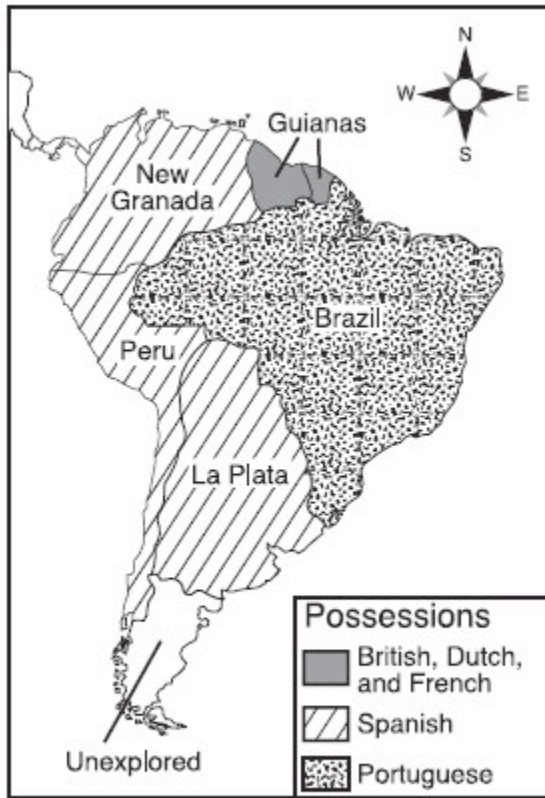 N
W E
S
Guianas
New
Granada
Brazil
Peru
La Plata
Unexplored
Possessions
British, Dutch,
and French
Spanish
Portuguese